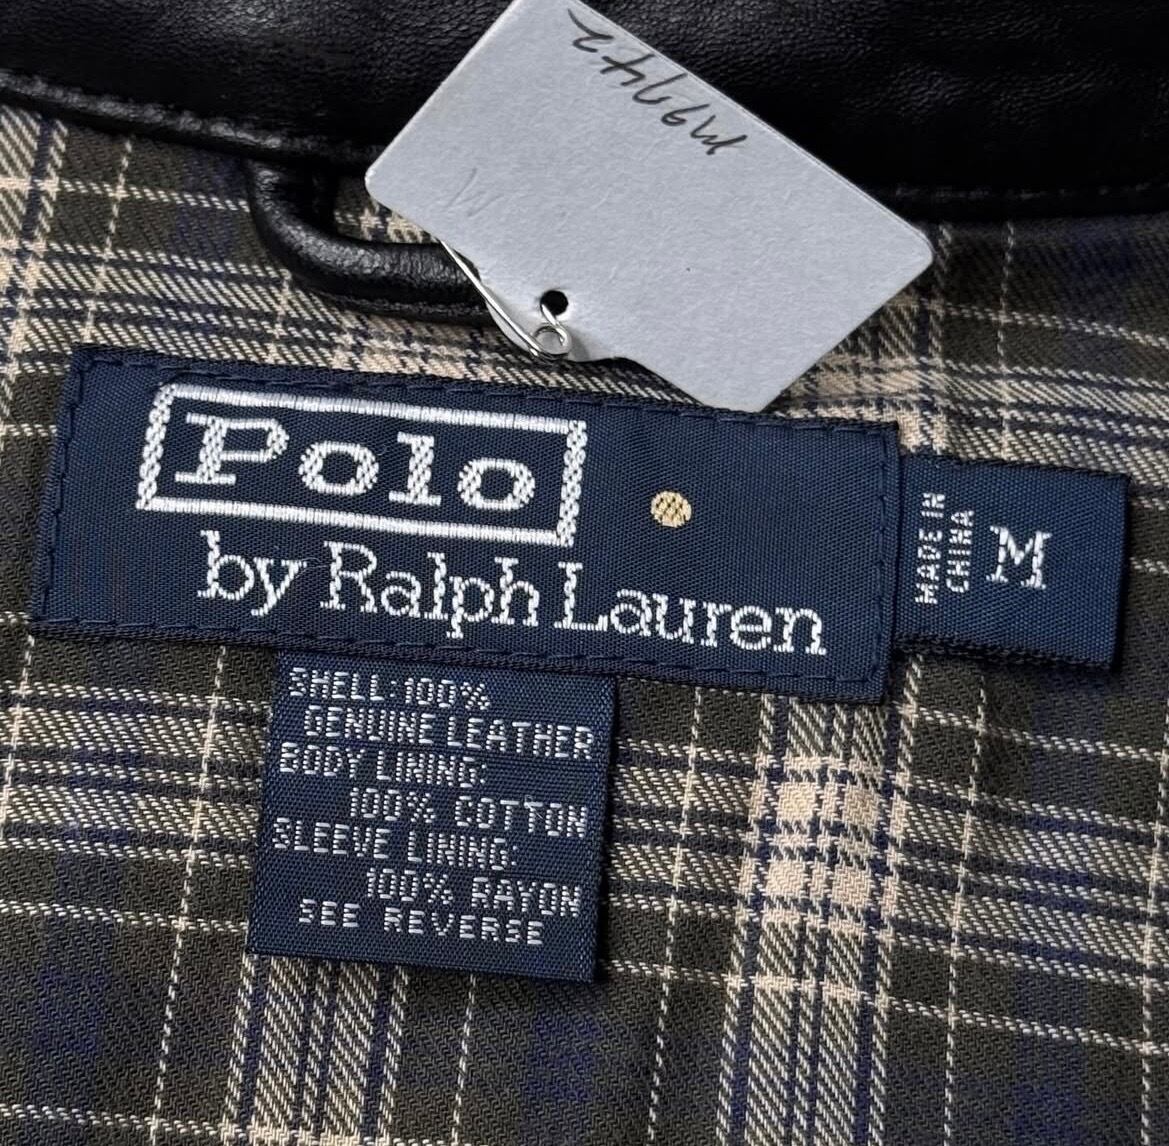 Polo
by Ralph Lauren
MADE IN
CHINA
M
SHELL:100%
GENUINE LEATHER
BODY LINING:
100% COTTON
SLEEVE LINING:
100% RAYON
SEE REVERSE